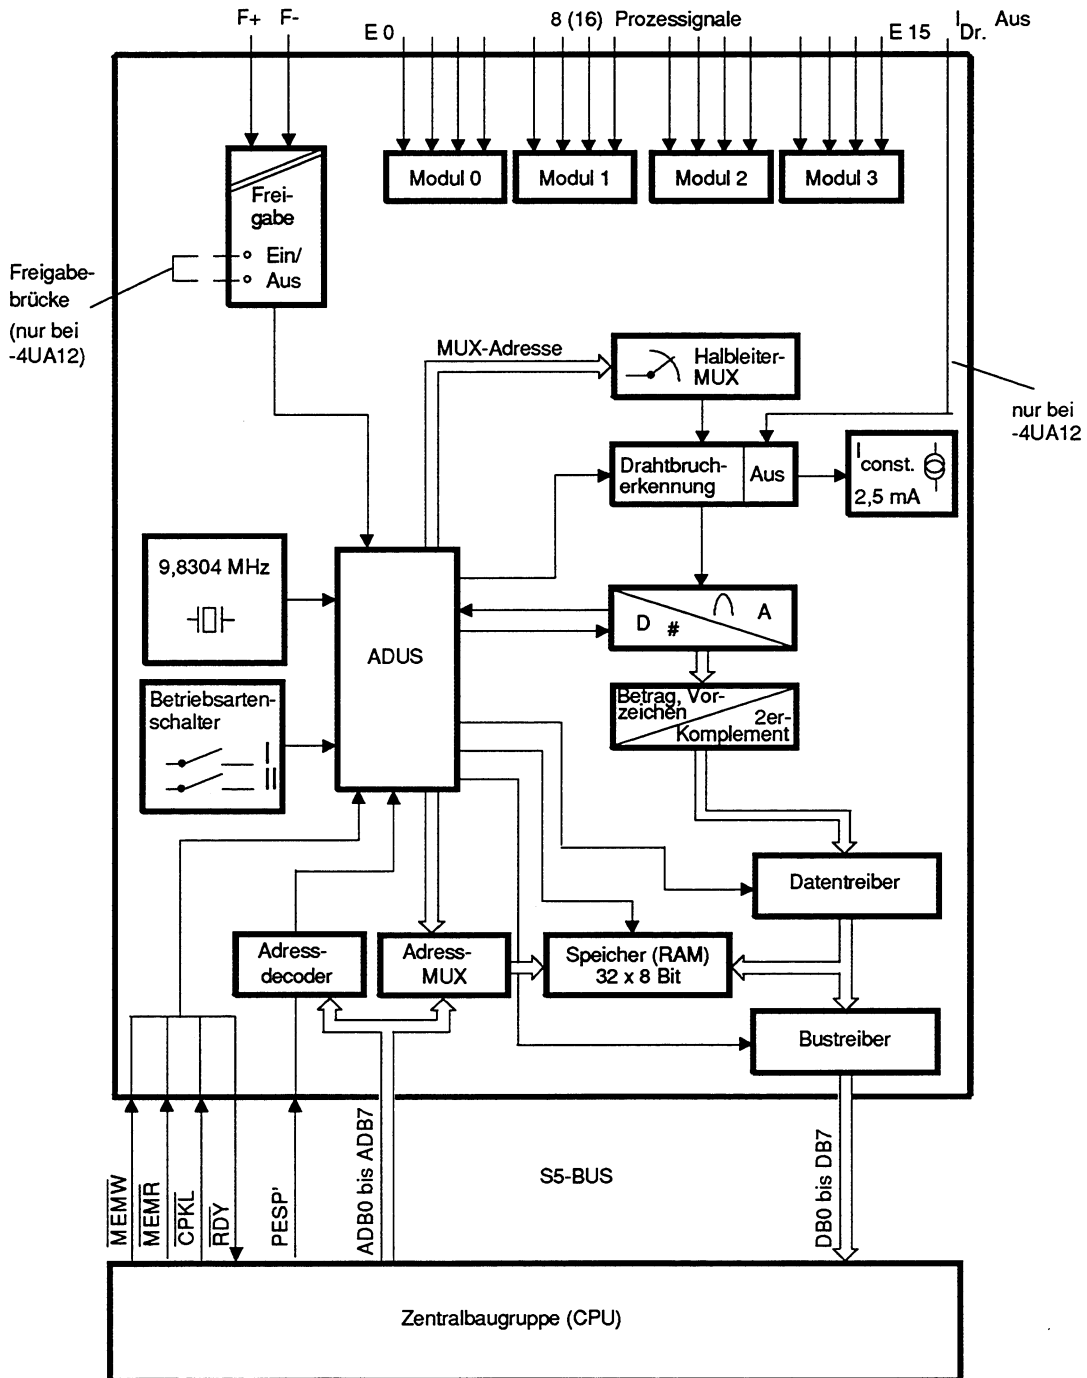 F+ F-
E 0
8 (16) Prozessignale
E 15
I Dr. Aus
Modul 0
Modul 1
Modul 2
Modul 3
Frei-
gabe
Ein/
Aus
Freigabe-
brücke
(nur bei
-4UA12)
MUX-Adresse
Halbleiter-
MUX
nur bei
-4UA12
Drahtbruch-
erkennung
Aus
I const.
2,5 mA
9,8304 MHz
ADUS
D # A
Betriebsarten-
schalter
I
II
Betrag, Vor-
zeichen
2er-
Komplement
Datentreiber
Adress-
decoder
Adress-
MUX
Speicher (RAM)
32 x 8 Bit
Bustreiber
MEMW
MEMR
CPKL
RDY
PESP'
ADB0 bis ADB7
S5-BUS
DB0 bis DB7
Zentralbaugruppe (CPU)